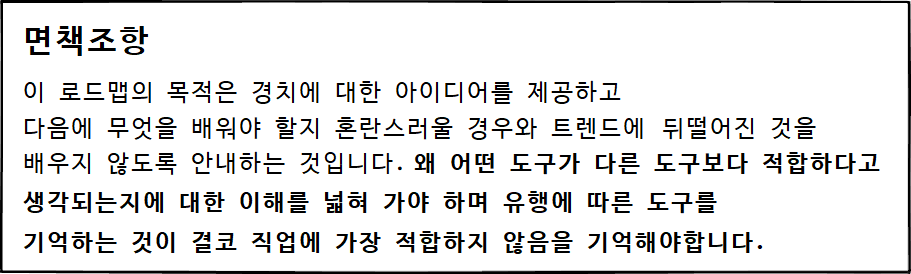 면책조항
이 로드맵의 목적은 경치에 대한 아이디어를 제공하고
다음에 무엇을 배워야 할지 혼란스러울 경우와 트렌드에 뒤떨어진 것을
배우지 않도록 안내하는 것입니다. 왜 어떤 도구가 다른 도구보다 적합하다고
생각되는지에 대한 이해를 넓혀 가야 하며 유행에 따른 도구를
기억하는 것이 결코 직업에 가장 적합하지 않음을 기억해야합니다.